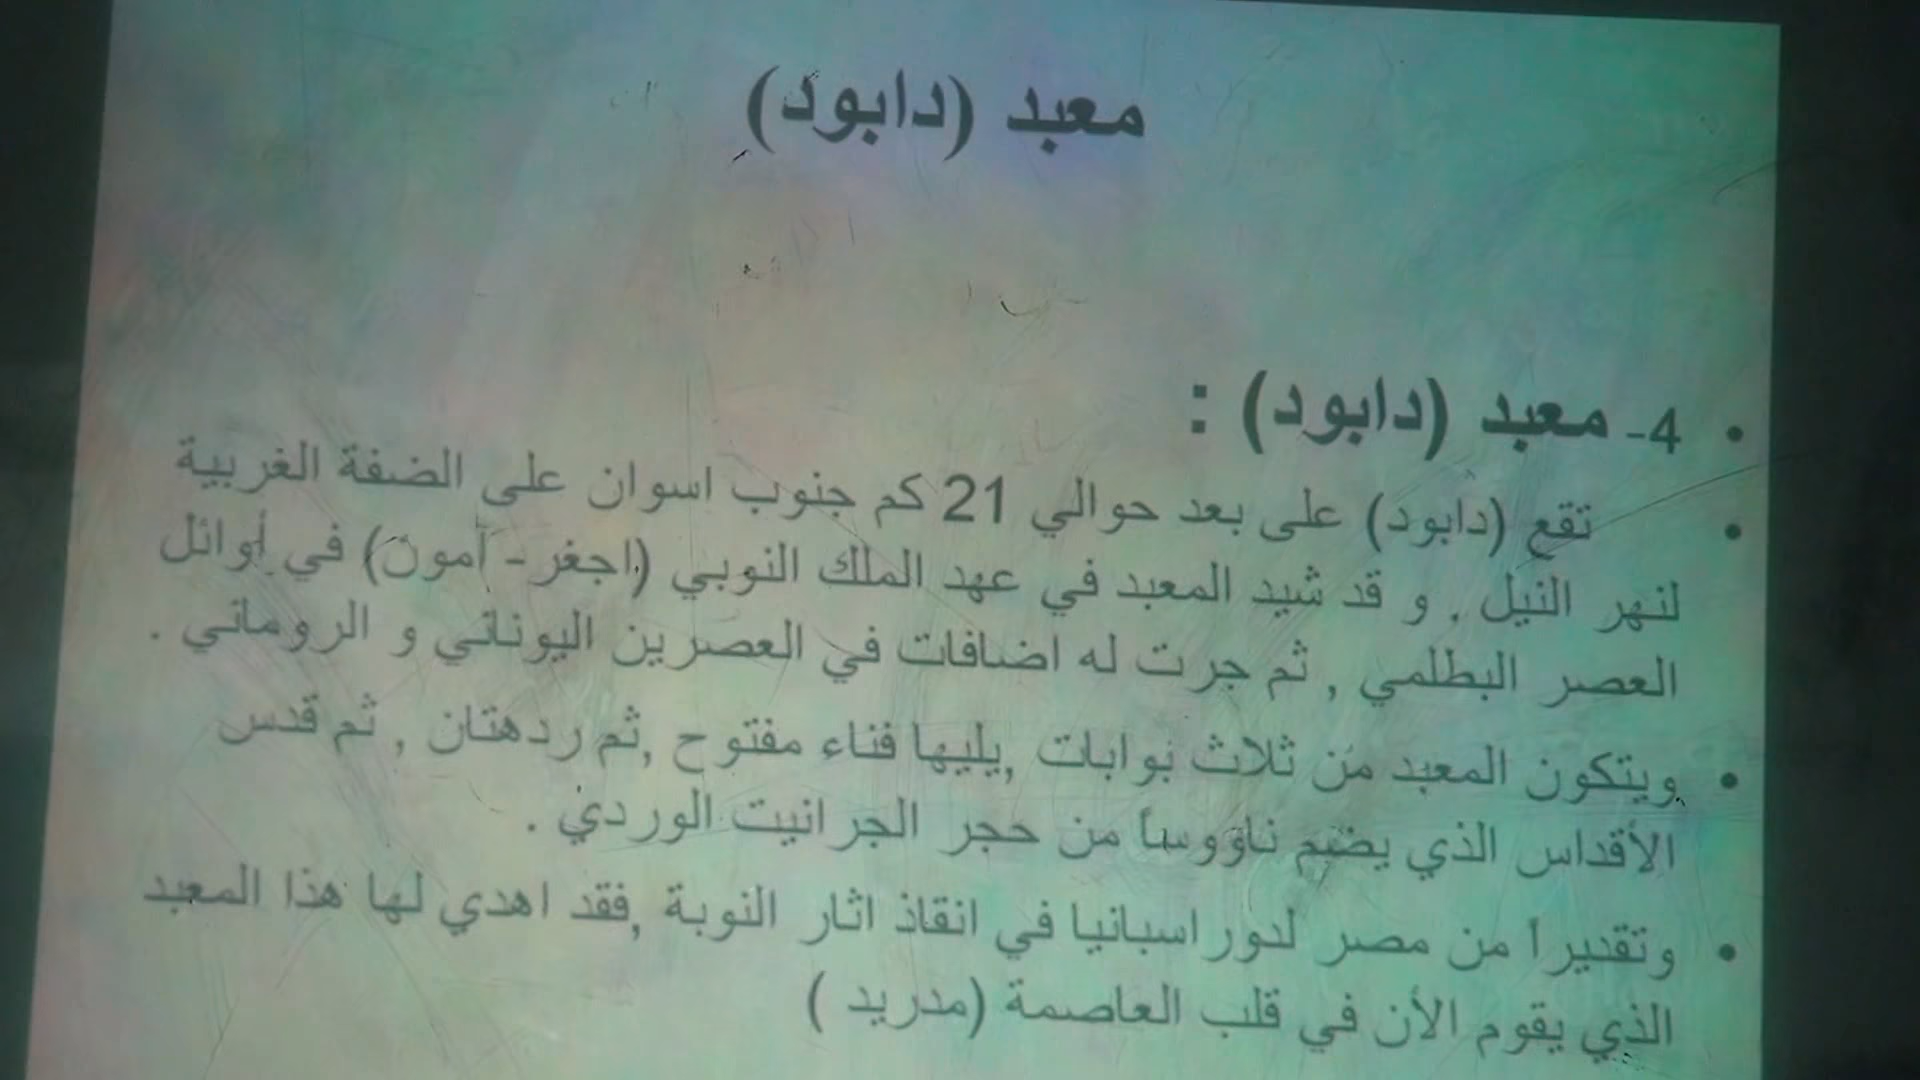 معبد (دابود)
• 4- معبد (دابود) :
• تقع (دابود) على بعد حوالي 21 كم جنوب اسوان على الضفة الغربية
لنهر النيل , و قد شيد المعبد في عهد الملك النوبي (اجغر- آمون) في أوائل
العصر البطلمي , ثم جرت له اضافات في العصرين اليوناني و الروماني .
• ويتكون المعبد من ثلاث بوابات ,يليها فناء مفتوح ,ثم ردهتان , ثم قدس
الأقداس الذي يضم ناؤوساً من حجر الجرانيت الوردي .
• وتقديراً من مصر لدور اسبانيا في انقاذ اثار النوبة ,فقد اهدي لها هذا المعبد
الذي يقوم الأن في قلب العاصمة (مدريد )